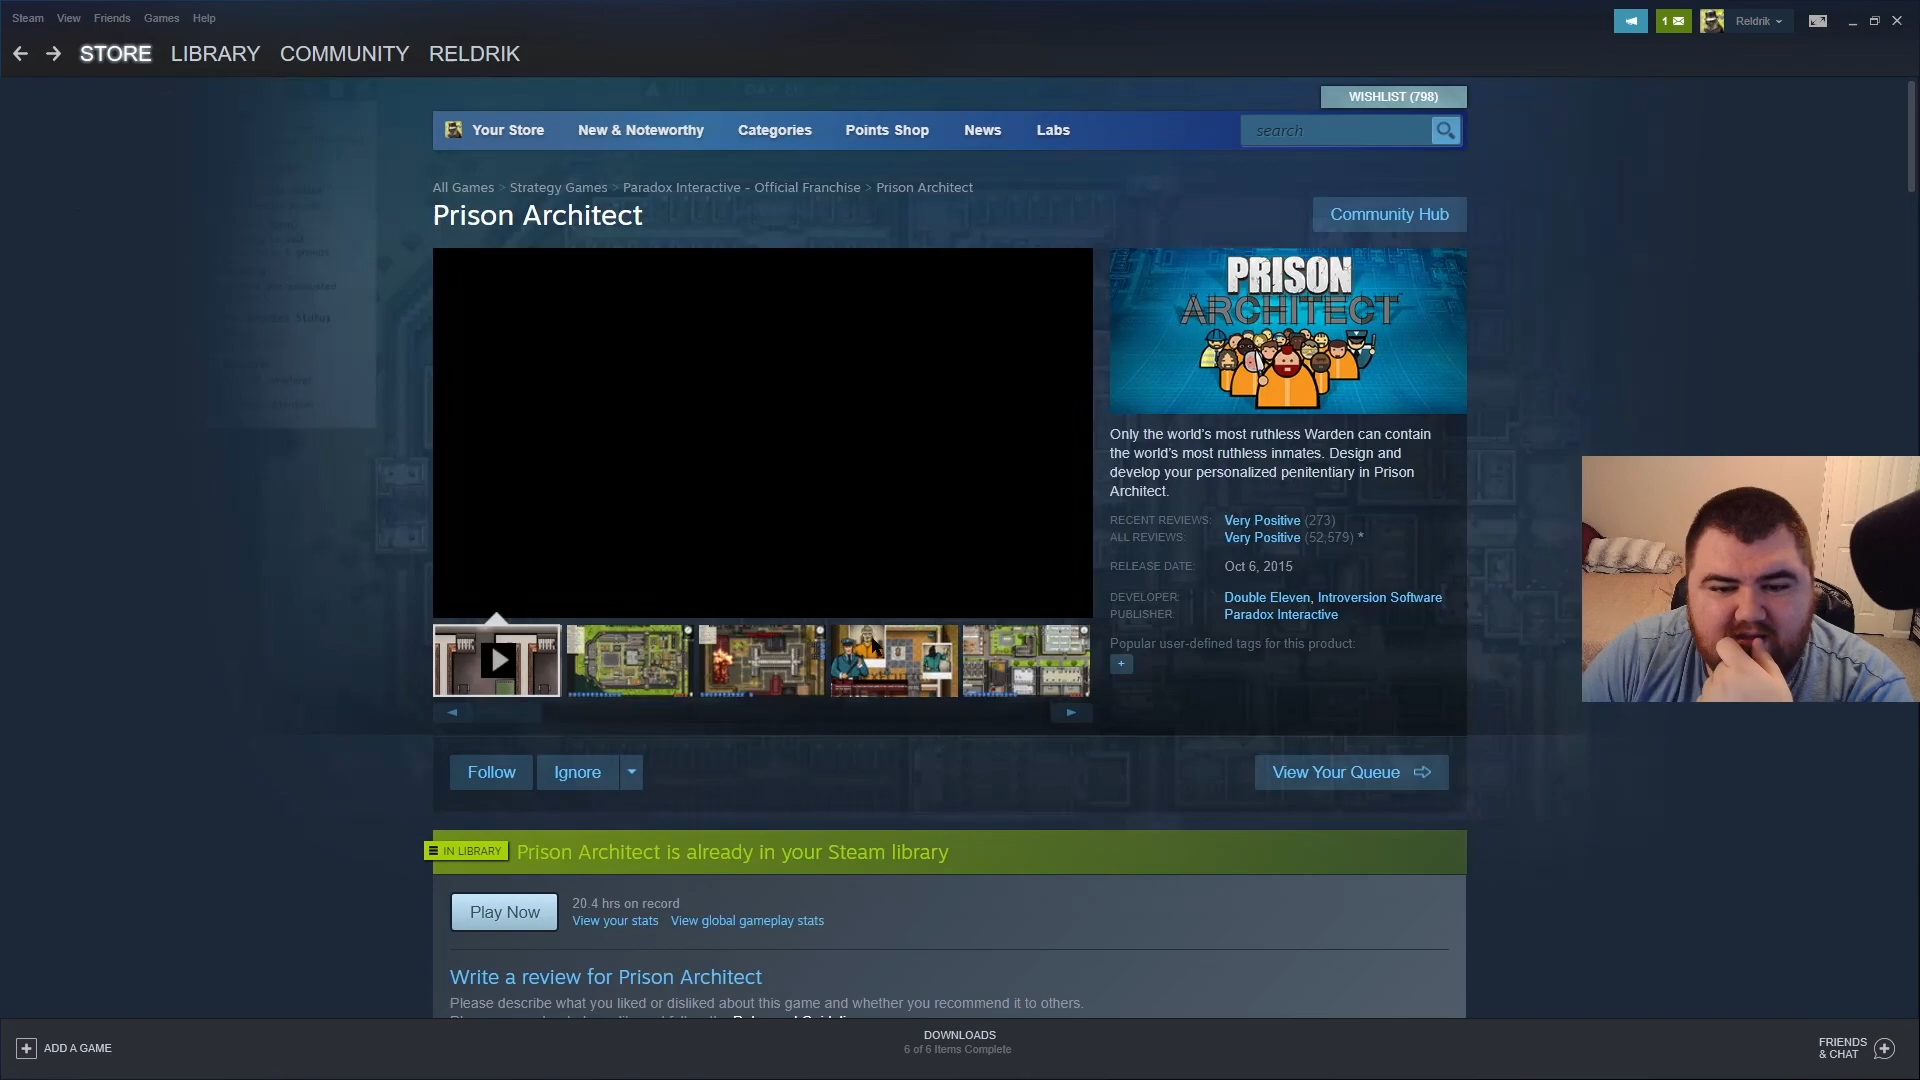 Steam View Friends Games Help
1
Reldrik
STORE LIBRARY COMMUNITY RELDRIK
WISHLIST (798)
Your Store New & Noteworthy Categories Points Shop News Labs
search
All Games > Strategy Games > Paradox Interactive - Official Franchise > Prison Architect
Prison Architect
Community Hub
PRISON
ARCHITECT
Only the world's most ruthless Warden can contain
the world's most ruthless inmates. Design and
develop your personalized penitentiary in Prison
Architect.
RECENT REVIEWS: Very Positive (273)
ALL REVIEWS: Very Positive (52,579) *
RELEASE DATE: Oct 6, 2015
DEVELOPER: Double Eleven, Introversion Software
PUBLISHER: Paradox Interactive
Popular user-defined tags for this product:
+
Follow Ignore
View Your Queue
IN LIBRARY Prison Architect is already in your Steam library
Play Now
20.4 hrs on record
View your stats View global gameplay stats
Write a review for Prison Architect
Please describe what you liked or disliked about this game and whether you recommend it to others.
ADD A GAME
DOWNLOADS
6 of 6 Items Complete
FRIENDS
& CHAT